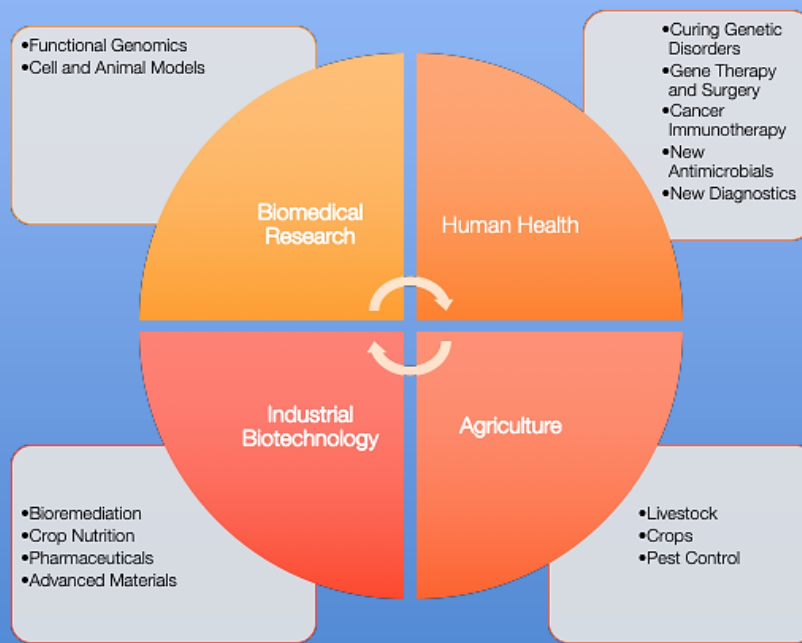 •Functional Genomics
•Cell and Animal Models
•Curing Genetic
Disorders
•Gene Therapy
and Surgery
•Cancer
Immunotherapy
•New
Antimicrobials
•New Diagnostics
Biomedical
Research
Human Health
Industrial
Biotechnology
Agriculture
•Bioremediation
•Crop Nutrition
•Pharmaceuticals
•Advanced Materials
•Livestock
•Crops
•Pest Control